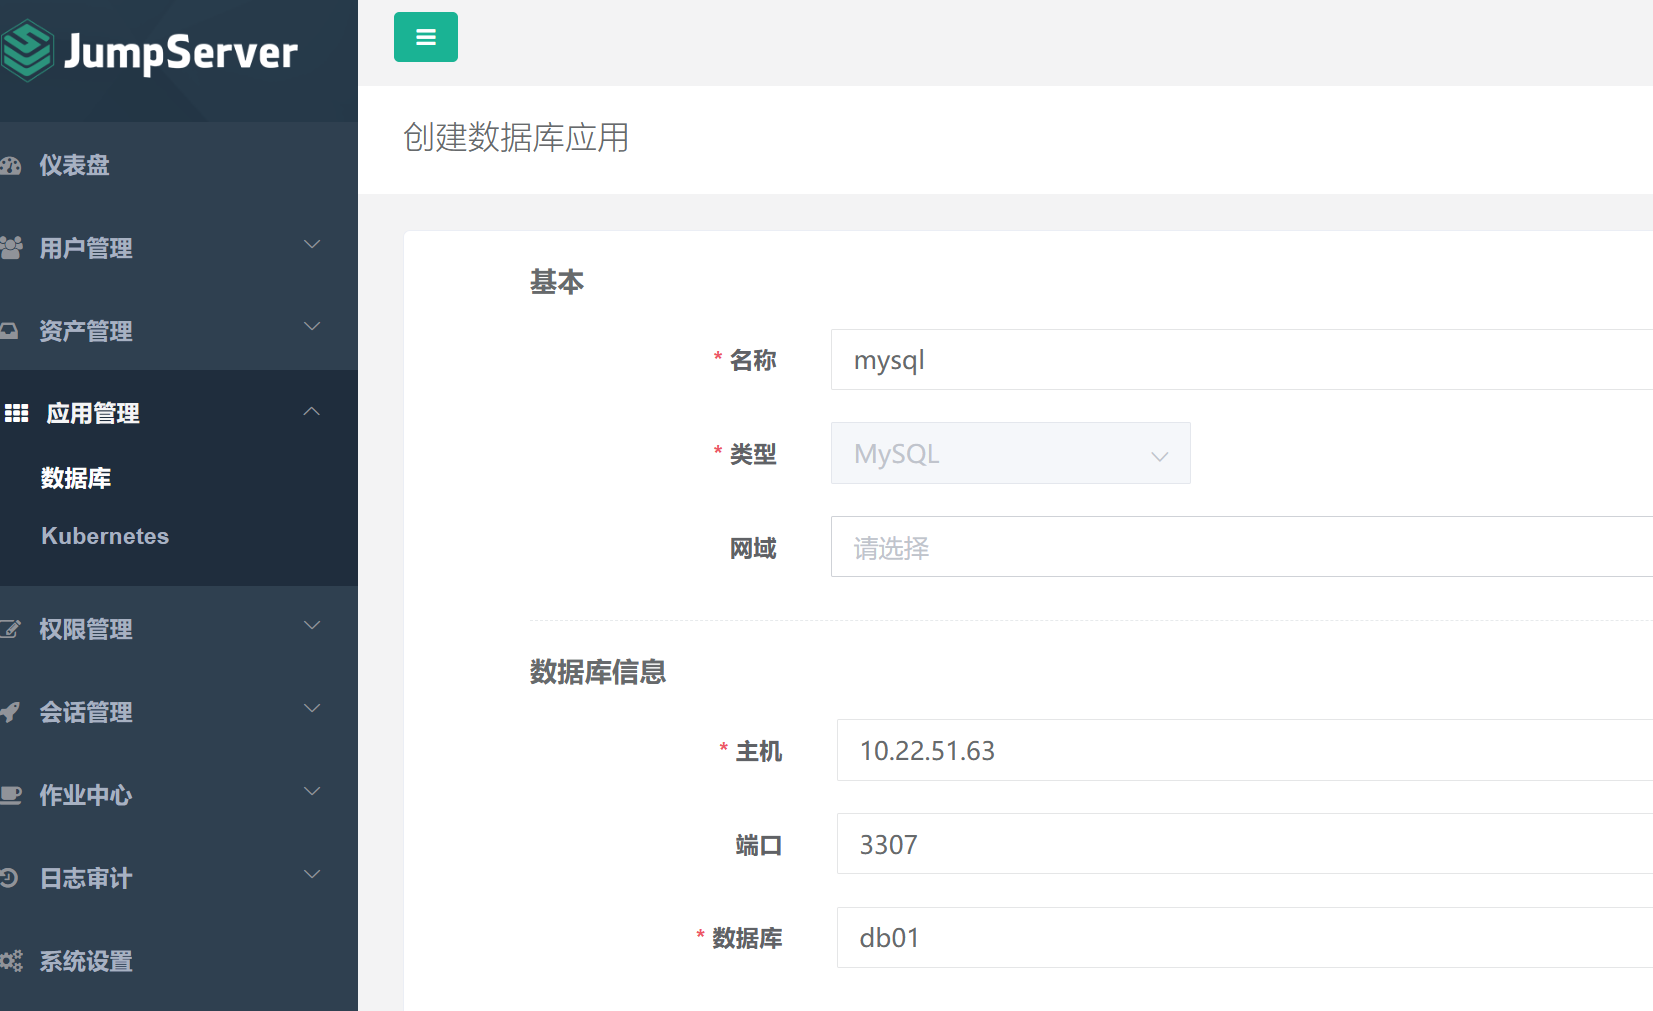 JumpServer
仪表盘
用户管理
资产管理
应用管理
数据库
Kubernetes
权限管理
会话管理
作业中心
日志审计
系统设置
创建数据库应用
基本
* 名称 mysql
* 类型 MySQL
网域 请选择
数据库信息
* 主机 10.22.51.63
端口 3307
* 数据库 db01